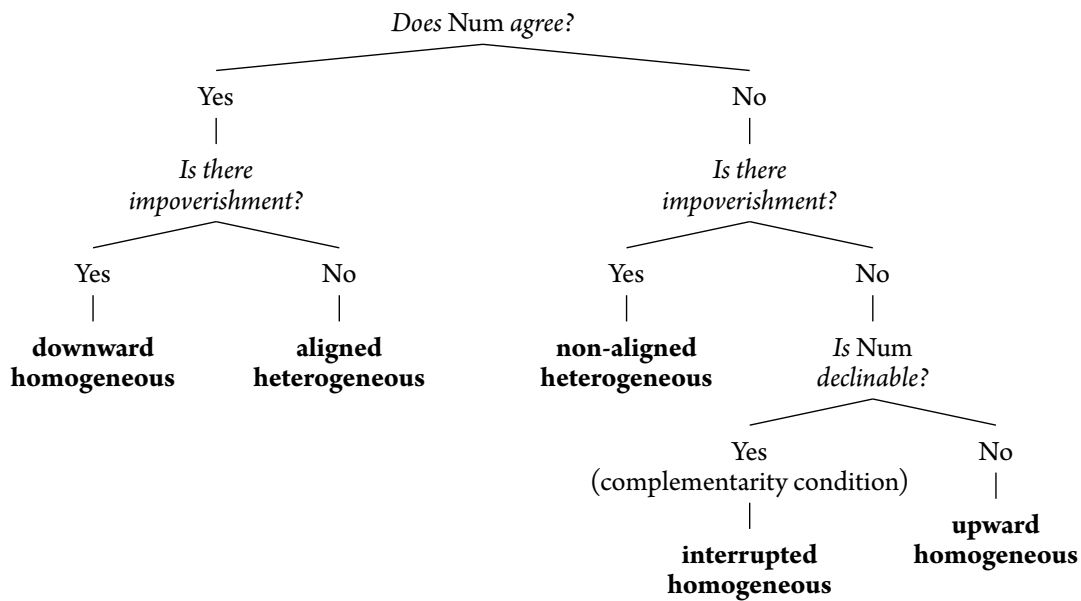 Does Num agree?
Yes
No
Is there
impoverishment?
Is there
impoverishment?
Yes
No
Yes
No
downward
homogeneous
aligned
heterogeneous
non-aligned
heterogeneous
Is Num
declinable?
Yes
(complementarity condition)
No
interrupted
homogeneous
upward
homogeneous